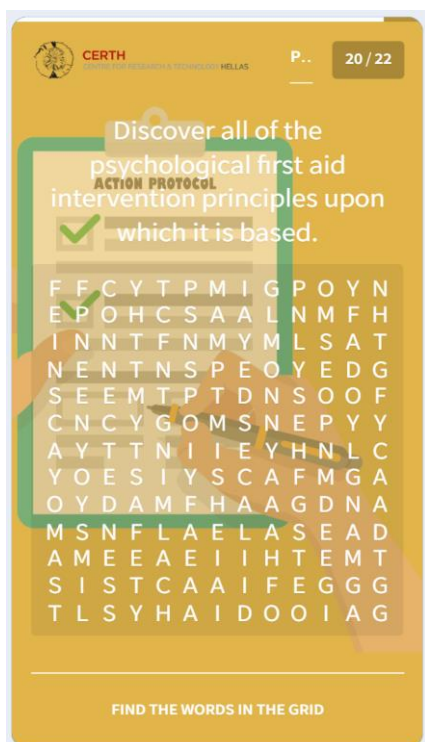 CERTH
CENTRE FOR RESEARCH & TECHNOLOGY HELLAS
P..
20 / 22
Discover all of the
psychological first aid
ACTION PROTOCOL
intervention principles upon
which it is based.
F F C Y T P M I G P O Y N
E P O H C S A A L N M F H
I N N T F N M Y M L S A T
N E N T N S P E O Y E D G
S E E M T P T D N S O O F
C N C Y G O M S N E P Y Y
A Y T T N I I E Y H N L C
Y O E S I Y S C A F M G A
O Y D A M F H A A G D N A
M S N F L A E L A S E A D
A M E E A E I I H T E M T
S I S T C A A I F E G G G
T L S Y H A I D O O I A G
FIND THE WORDS IN THE GRID